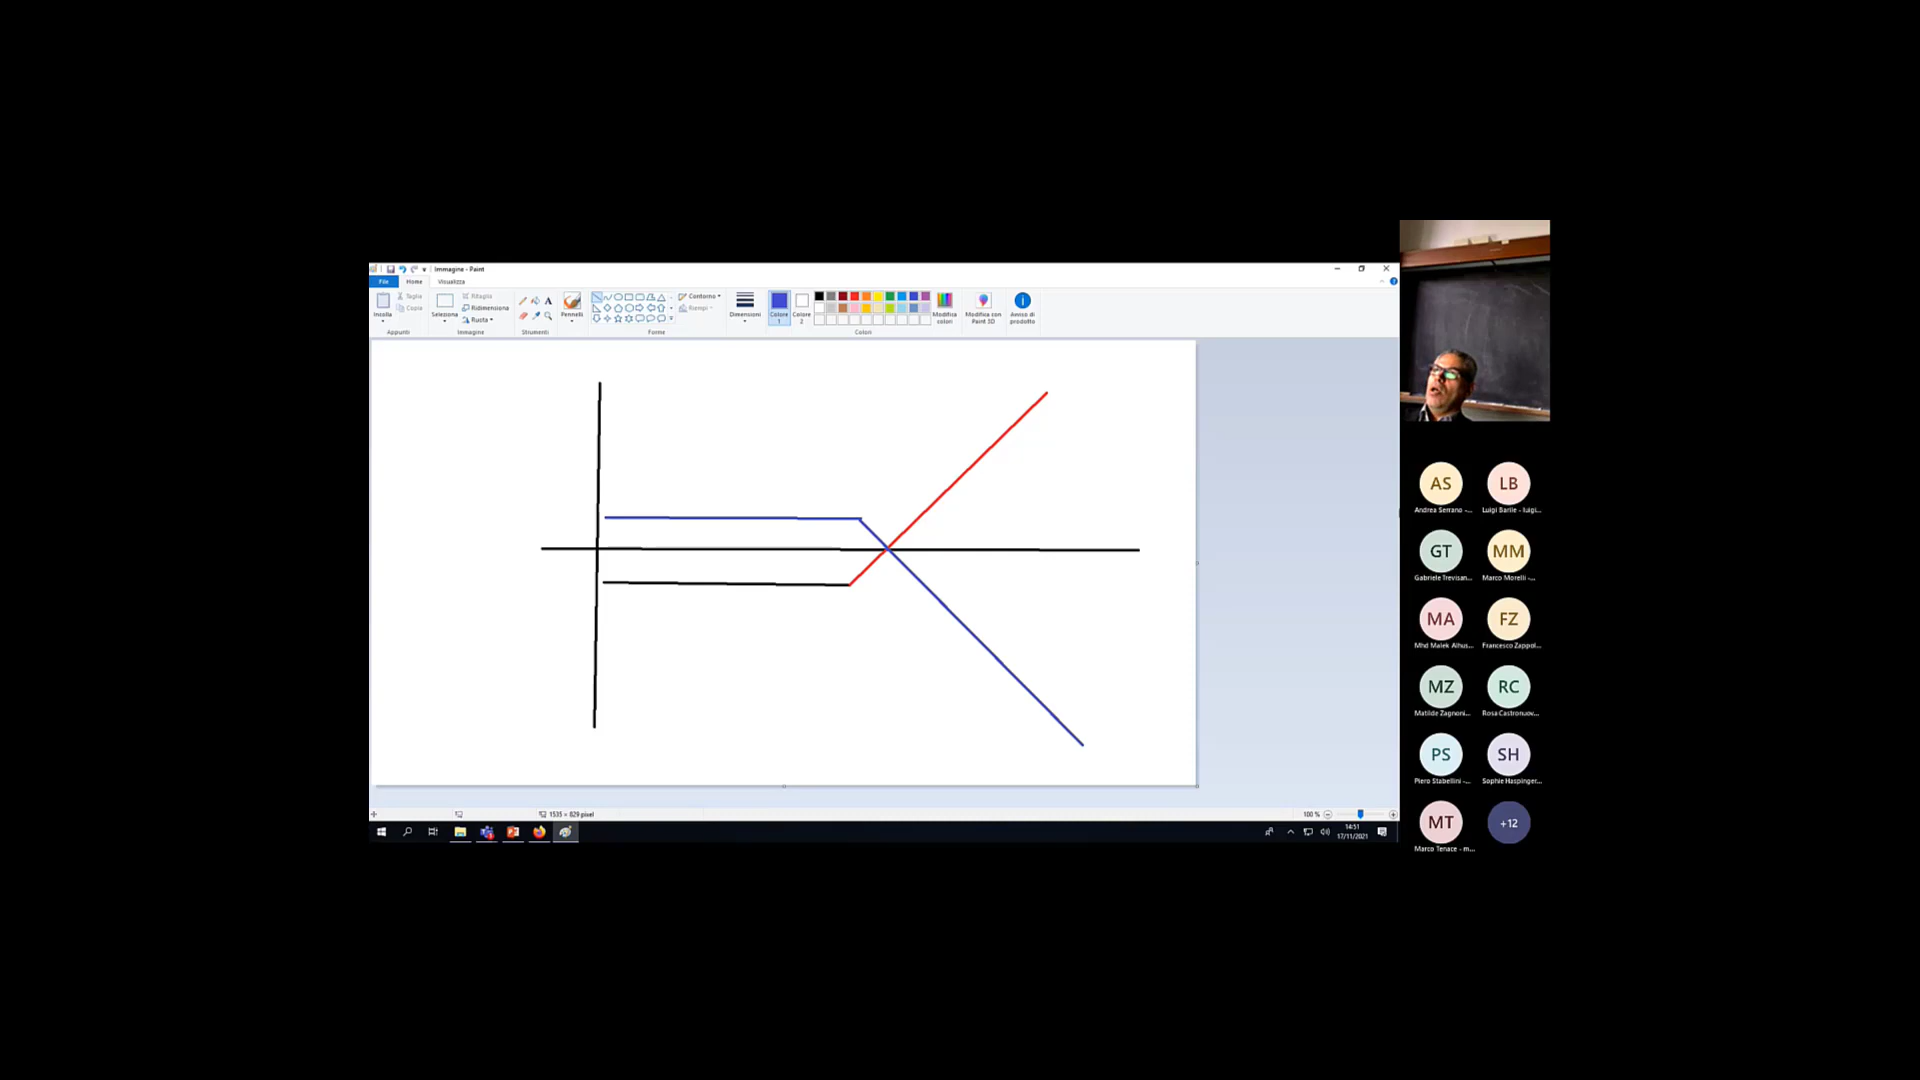 Immagine - Paint
File Home Visualizza
Incolla
Taglia
Copia
Appunti
Seleziona
Ritaglia
Ridimensiona
Ruota
Immagine
A
Strumenti
Pennelli
Forme
Contorno
Riempi
Dimensioni
Colore 1
Colore 2
Colori
Modifica colori
Modifica con Paint 3D
Avviso di prodotto
1535 × 829 pixel
100 %
14:51
17/11/2021
AS LB
Andrea Serrano -... Luigi Barile - luigi...
GT MM
Gabriele Trevisan... Marco Morelli -...
MA FZ
Mhd Malek Alhus... Francesco Zappol...
MZ RC
Matilde Zagnoni... Rosa Castronuov...
PS SH
Piero Stabellini -... Sophie Haspinger...
MT +12
Marco Tenace - m...